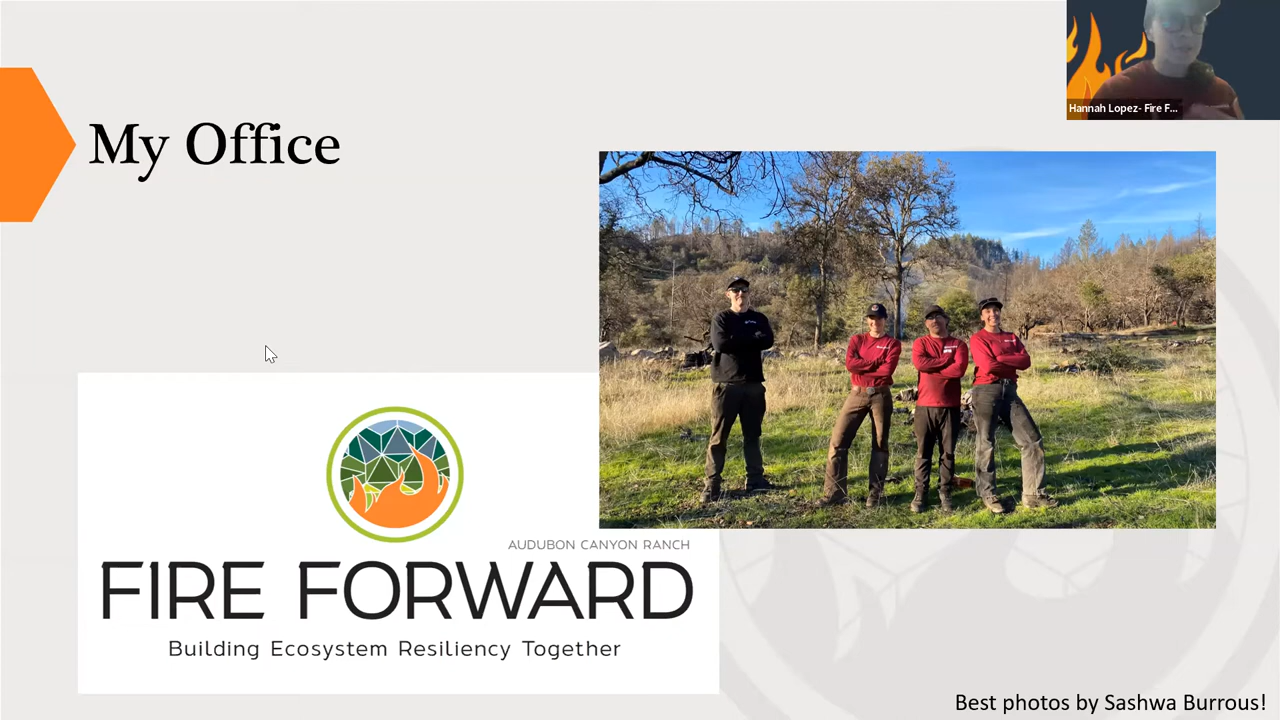 Hannah Lopez- Fire F...
My Office
AUDUBON CANYON RANCH
FIRE FORWARD
Building Ecosystem Resiliency Together
Best photos by Sashwa Burrous!